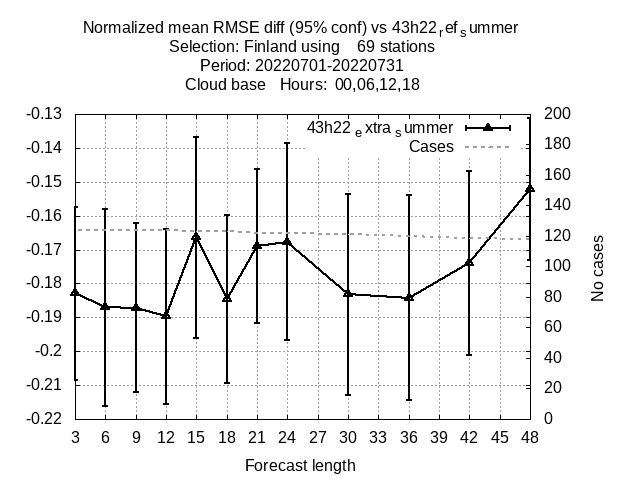 Normalized mean RMSE diff (95% conf) vs 43h22_ref_summer
Selection: Finland using 69 stations
Period: 20220701-20220731
Cloud base Hours: 00,06,12,18
43h22_extra_summer
Cases
-0.13
-0.14
-0.15
-0.16
-0.17
-0.18
-0.19
-0.2
-0.21
-0.22
200
180
160
140
120
100
80
60
40
20
0
No cases
3 6 9 12 15 18 21 24 27 30 33 36 39 42 45 48
Forecast length